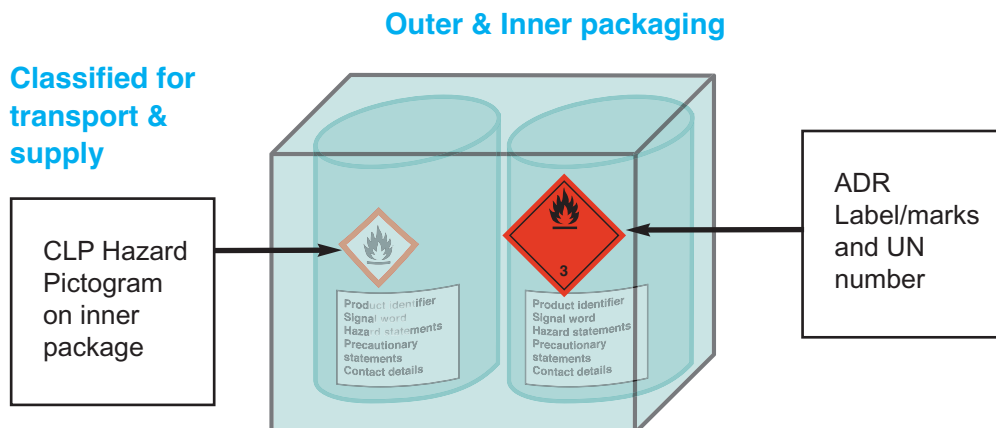 Outer & Inner packaging
Classified for
transport &
supply
CLP Hazard
Pictogram
on inner
package
3
Product identifier
Signal word
Hazard statements
Precautionary
statements
Contact details
Product identifier
Signal word
Hazard statements
Precautionary
statements
Contact details
ADR
Label/marks
and UN
number